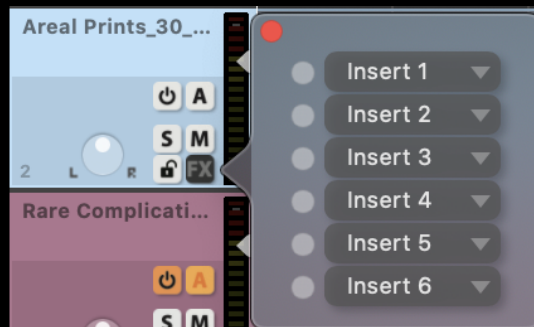 Areal Prints_30_...
A
S M
2 L R FX
Rare Complicati...
A
S M
Insert 1
Insert 2
Insert 3
Insert 4
Insert 5
Insert 6